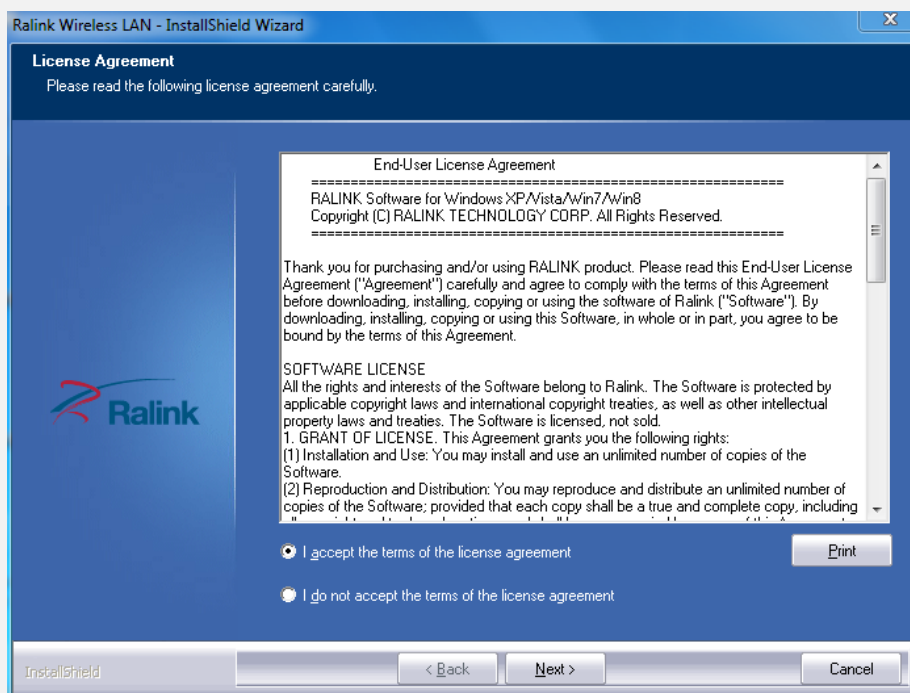 Ralink Wireless LAN - InstallShield Wizard
License Agreement
Please read the following license agreement carefully.
End-User License Agreement
============================================================
RALINK Software for Windows XP/Vista/Win7/Win8
Copyright (C) RALINK TECHNOLOGY CORP. All Rights Reserved.
============================================================
Thank you for purchasing and/or using RALINK product. Please read this End-User License
Agreement ("Agreement") carefully and agree to comply with the terms of this Agreement
before downloading, installing, copying or using the software of Ralink ("Software"). By
downloading, installing, copying or using this Software, in whole or in part, you agree to be
bound by the terms of this Agreement.
SOFTWARE LICENSE
All the rights and interests of the Software belong to Ralink. The Software is protected by
applicable copyright laws and international copyright treaties, as well as other intellectual
property laws and treaties. The Software is licensed, not sold.
1. GRANT OF LICENSE. This Agreement grants you the following rights:
(1) Installation and Use: You may install and use an unlimited number of copies of the
Software.
(2) Reproduction and Distribution: You may reproduce and distribute an unlimited number of
copies of the Software; provided that each copy shall be a true and complete copy, including
Ralink
I accept the terms of the license agreement
Print
I do not accept the terms of the license agreement
InstallShield
< Back
Next >
Cancel